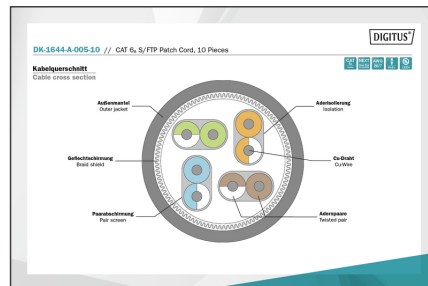 DIGITUS®
DK-1644-A-005-10 // CAT 6A S/FTP Patch Cord, 10 Pieces
Kabelquerschnitt
Cable cross section
Außenmantel
Outer jacket
Aderisolierung
Isolation
Geflechtschirmung
Braid shield
Cu-Draht
Cu-Wire
Paarabschirmung
Pair screen
Adernpaare
Twisted pair